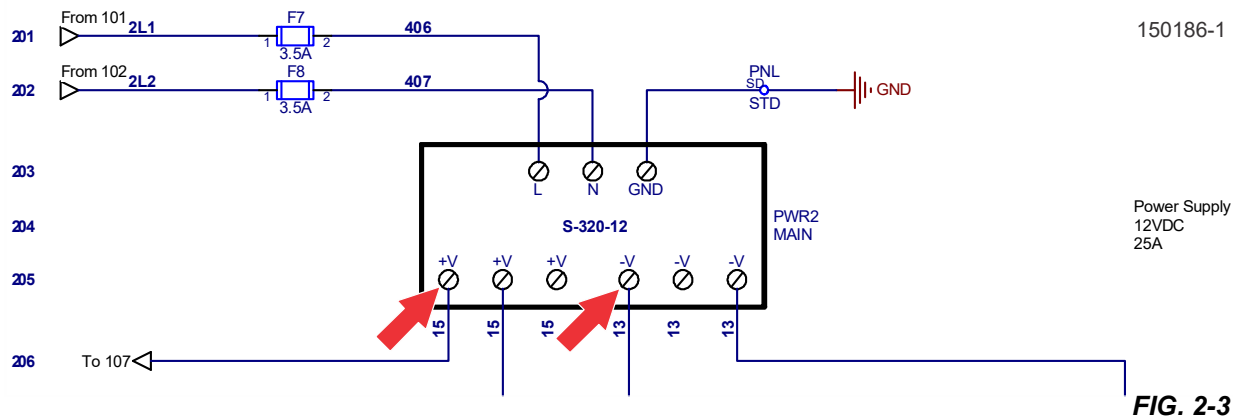 From 101
201
2L1
F7
1
2
3.5A
406
150186-1
From 102
202
2L2
F8
1
2
3.5A
407
PNL
SD
STD
GND
203
L
N
GND
204
S-320-12
PWR2
MAIN
Power Supply
12VDC
25A
205
+V
+V
+V
-V
-V
-V
15
15
15
13
13
13
206
To 107
FIG. 2-3